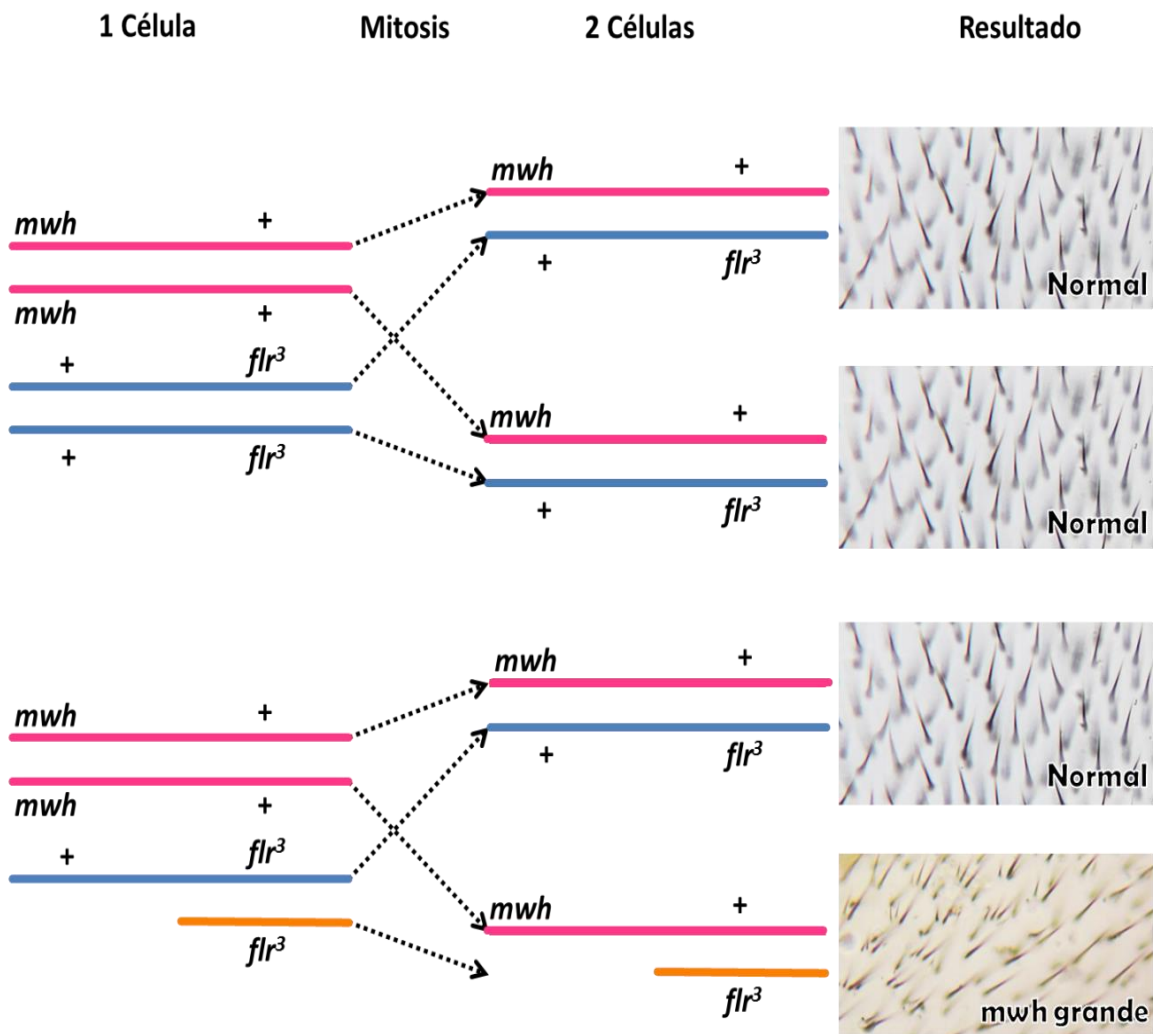 1 Célula Mitosis 2 Células Resultado
mwh +
mwh +
+ flr³
+ flr³
mwh +
+ flr³
Normal
mwh +
+ flr³
Normal
mwh +
mwh +
+ flr³
flr³
mwh +
+ flr³
Normal
mwh +
flr³
mwh grande